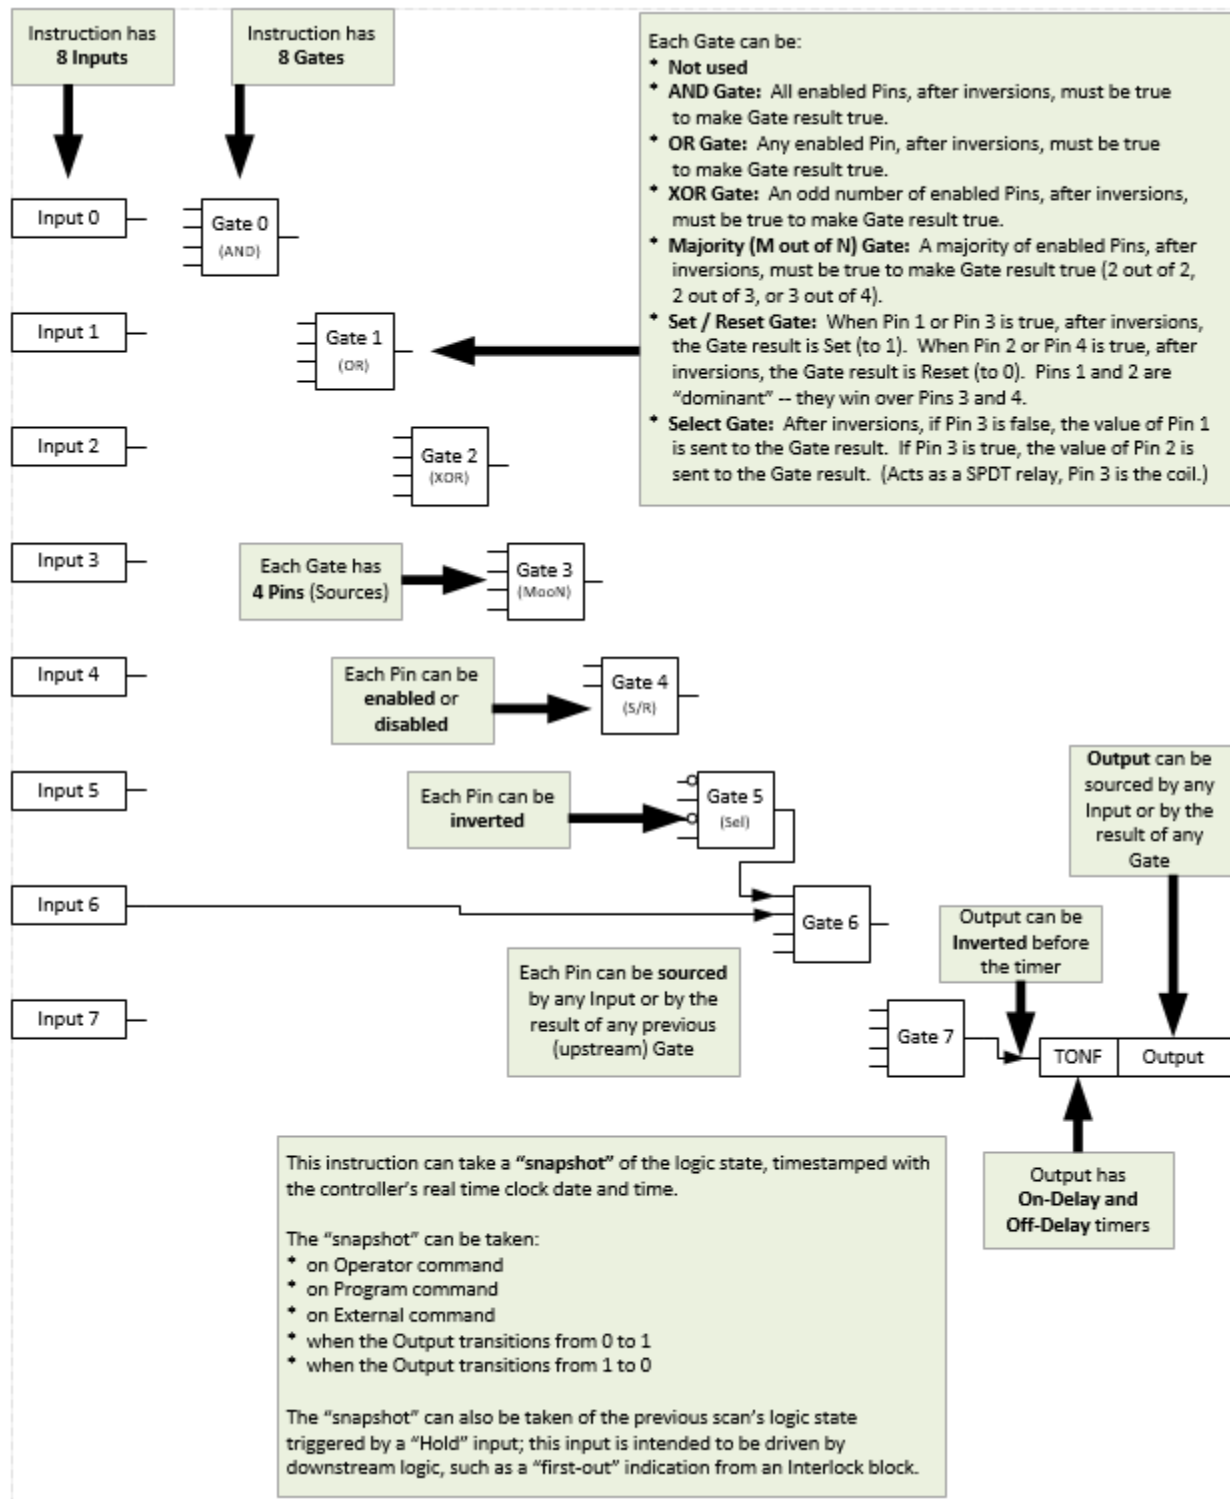 Instruction has
8 Inputs
Instruction has
8 Gates
Each Gate can be:
* Not used
* AND Gate: All enabled Pins, after inversions, must be true
to make Gate result true.
* OR Gate: Any enabled Pin, after inversions, must be true
to make Gate result true.
* XOR Gate: An odd number of enabled Pins, after inversions,
must be true to make Gate result true.
* Majority (M out of N) Gate: A majority of enabled Pins, after
inversions, must be true to make Gate result true (2 out of 2,
2 out of 3, or 3 out of 4).
* Set / Reset Gate: When Pin 1 or Pin 3 is true, after inversions,
the Gate result is Set (to 1). When Pin 2 or Pin 4 is true, after
inversions, the Gate result is Reset (to 0). Pins 1 and 2 are
“dominant” -- they win over Pins 3 and 4.
* Select Gate: After inversions, if Pin 3 is false, the value of Pin 1
is sent to the Gate result. If Pin 3 is true, the value of Pin 2 is
sent to the Gate result. (Acts as a SPDT relay, Pin 3 is the coil.)
Input 0
Gate 0
(AND)
Input 1
Gate 1
(OR)
Input 2
Gate 2
(XOR)
Input 3
Each Gate has
4 Pins (Sources)
Gate 3
(MooN)
Input 4
Each Pin can be
enabled or
disabled
Gate 4
(S/R)
Input 5
Each Pin can be
inverted
Gate 5
(Sel)
Output can be
sourced by any
Input or by the
result of any
Gate
Input 6
Gate 6
Output can be
Inverted before
the timer
Each Pin can be sourced
by any Input or by the
result of any previous
(upstream) Gate
Input 7
Gate 7
TONF
Output
Output has
On-Delay and
Off-Delay timers
This instruction can take a “snapshot” of the logic state, timestamped with
the controller’s real time clock date and time.
The “snapshot” can be taken:
* on Operator command
* on Program command
* on External command
* when the Output transitions from 0 to 1
* when the Output transitions from 1 to 0
The “snapshot” can also be taken of the previous scan’s logic state
triggered by a “Hold” input; this input is intended to be driven by
downstream logic, such as a “first-out” indication from an Interlock block.